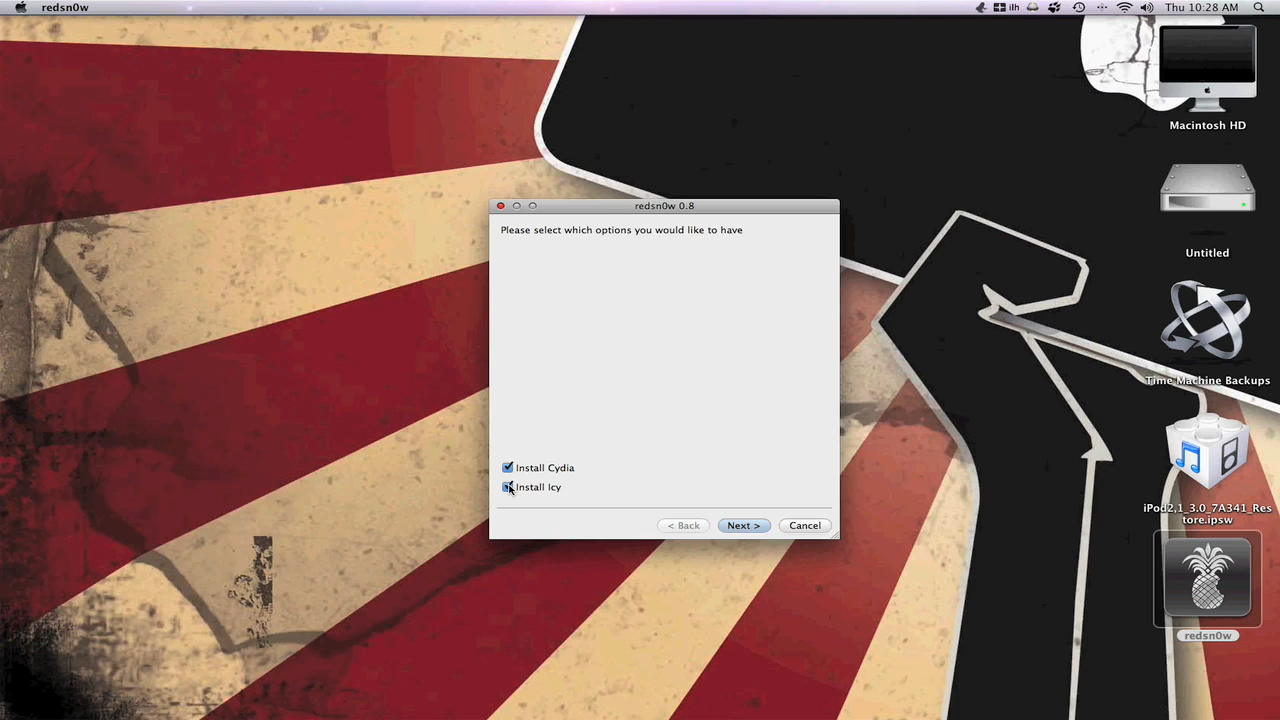 redsn0w
ilh
Thu 10:28 AM
Macintosh HD
Untitled
Time Machine Backups
iPod2,1_3.0_7A341_Res
tore.ipsw
redsn0w
redsn0w 0.8
Please select which options you would like to have
Install Cydia
Install Icy
< Back
Next >
Cancel